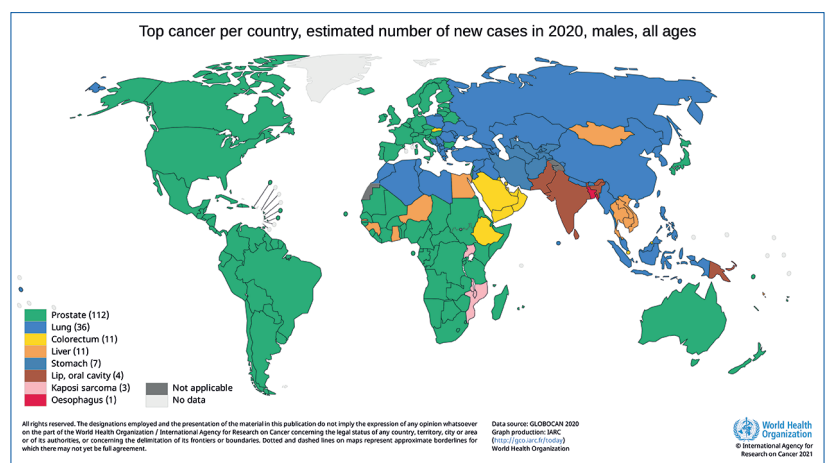 Top cancer per country, estimated number of new cases in 2020, males, all ages
Prostate (112)
Lung (36)
Colorectum (11)
Liver (11)
Stomach (7)
Lip, oral cavity (4)
Kaposi sarcoma (3)
Oesophagus (1)
Not applicable
No data
All rights reserved. The designations employed and the presentation of the material in this publication do not imply the expression of any opinion whatsoever
on the part of the World Health Organization / International Agency for Research on Cancer concerning the legal status of any country, territory, city or area
or of its authorities, or concerning the delimitation of its frontiers or boundaries. Dotted and dashed lines on maps represent approximate borderlines for
which there may not yet be full agreement.
Data source: GLOBOCAN 2020
Graph production: IARC
(http://gco.iarc.fr/today)
World Health Organization
World Health
Organization
© International Agency for
Research on Cancer 2021